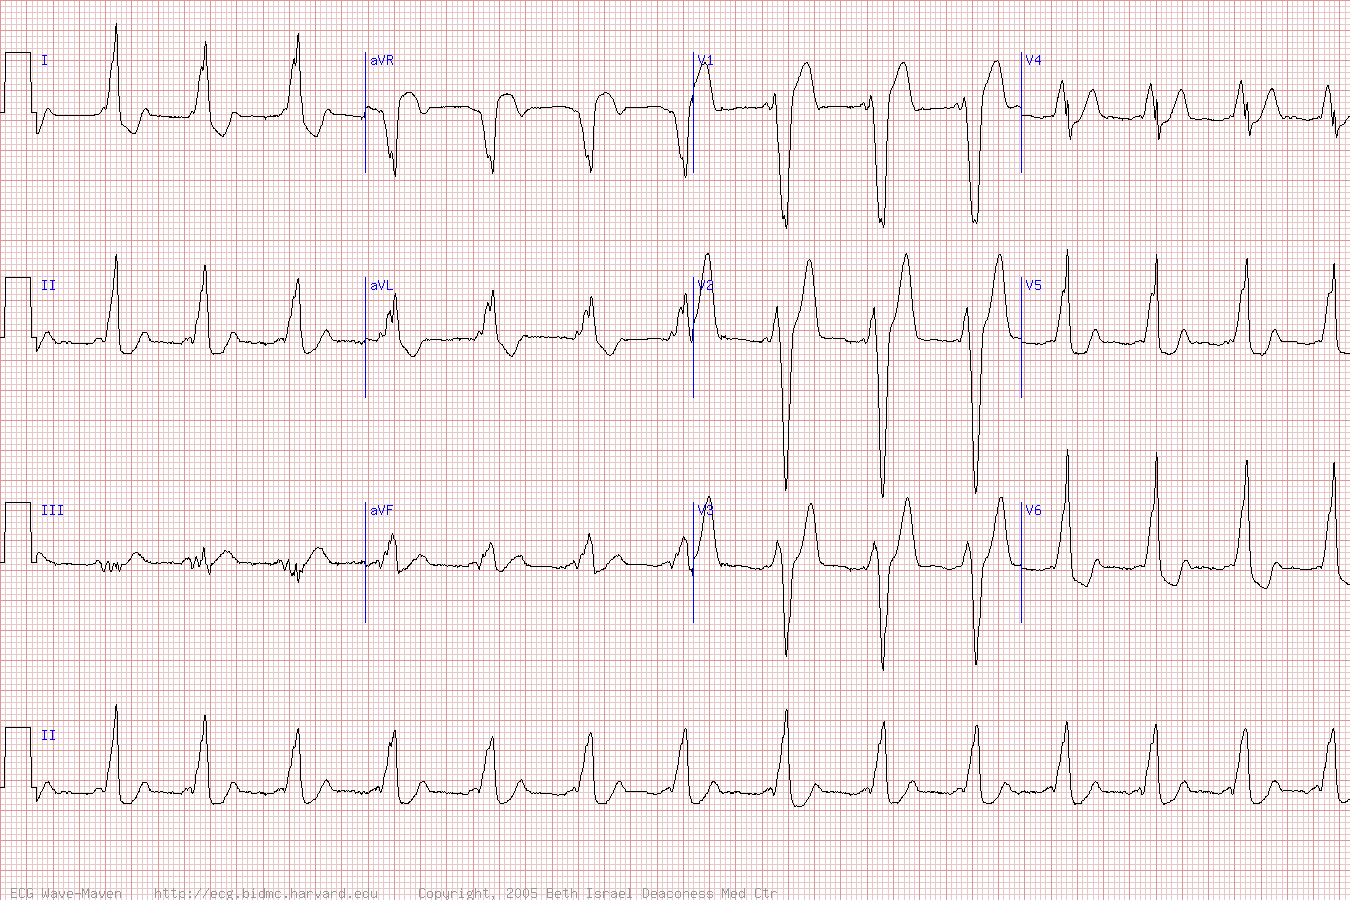 I aVR V1 V4
II aVL V2 V5
III aVF V3 V6
II
ECG Wave-Maven http://ecg.bidmc.harvard.edu Copyright, 2005 Beth Israel Deaconess Med Ctr